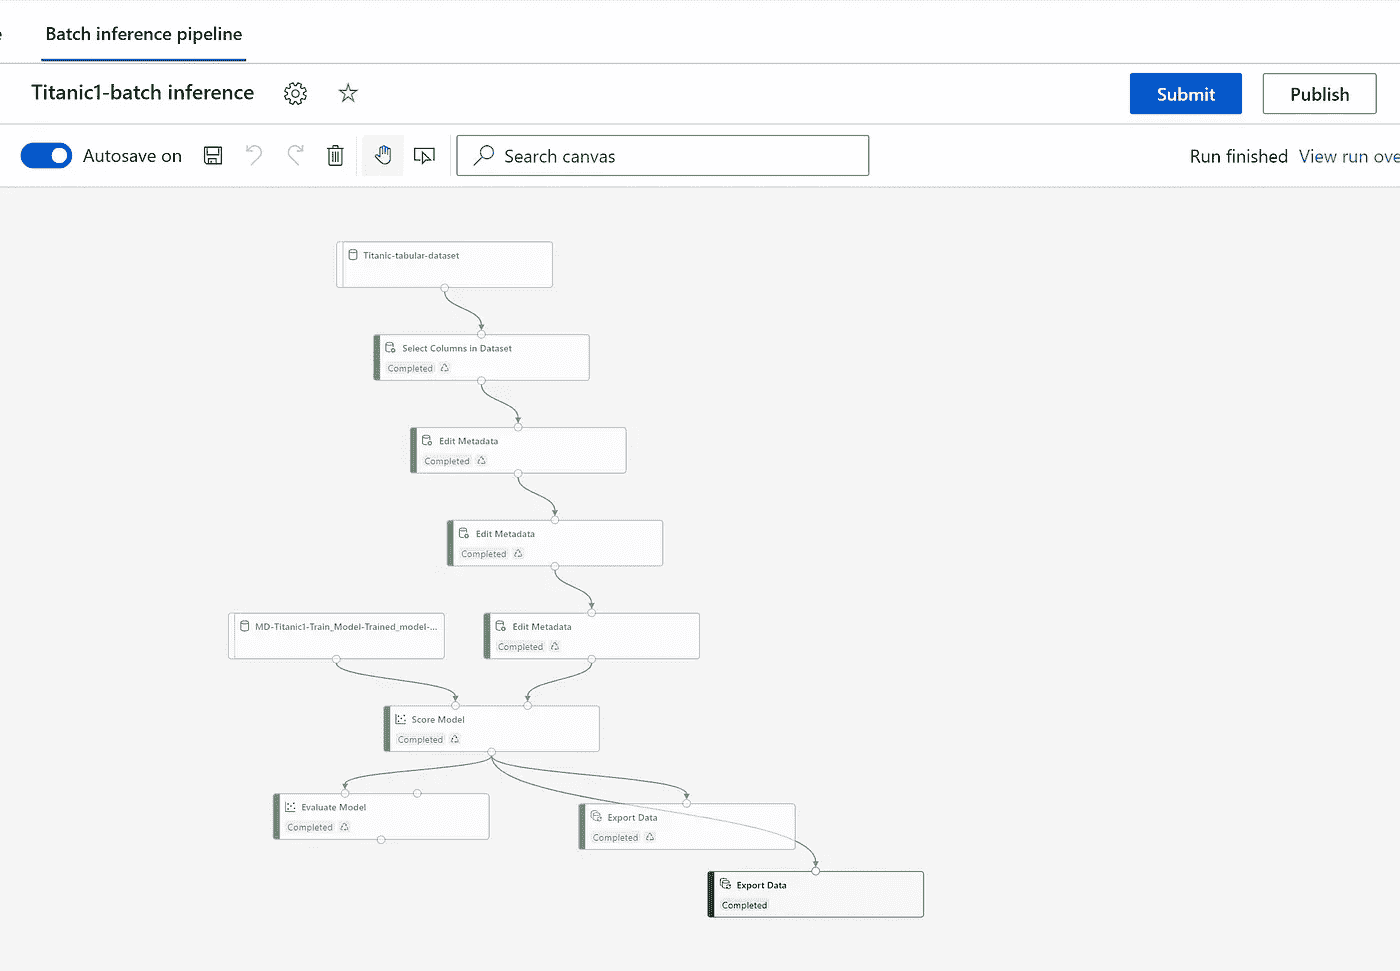 e
Batch inference pipeline
Titanic1-batch inference
Submit
Publish
Autosave on
Search canvas
Run finished View run ove
Titanic-tabular-dataset
Select Columns in Dataset
Completed
Edit Metadata
Completed
Edit Metadata
Completed
MD-Titanic1-Train_Model-Trained_model-...
Edit Metadata
Completed
Score Model
Completed
Evaluate Model
Completed
Export Data
Completed
Export Data
Completed